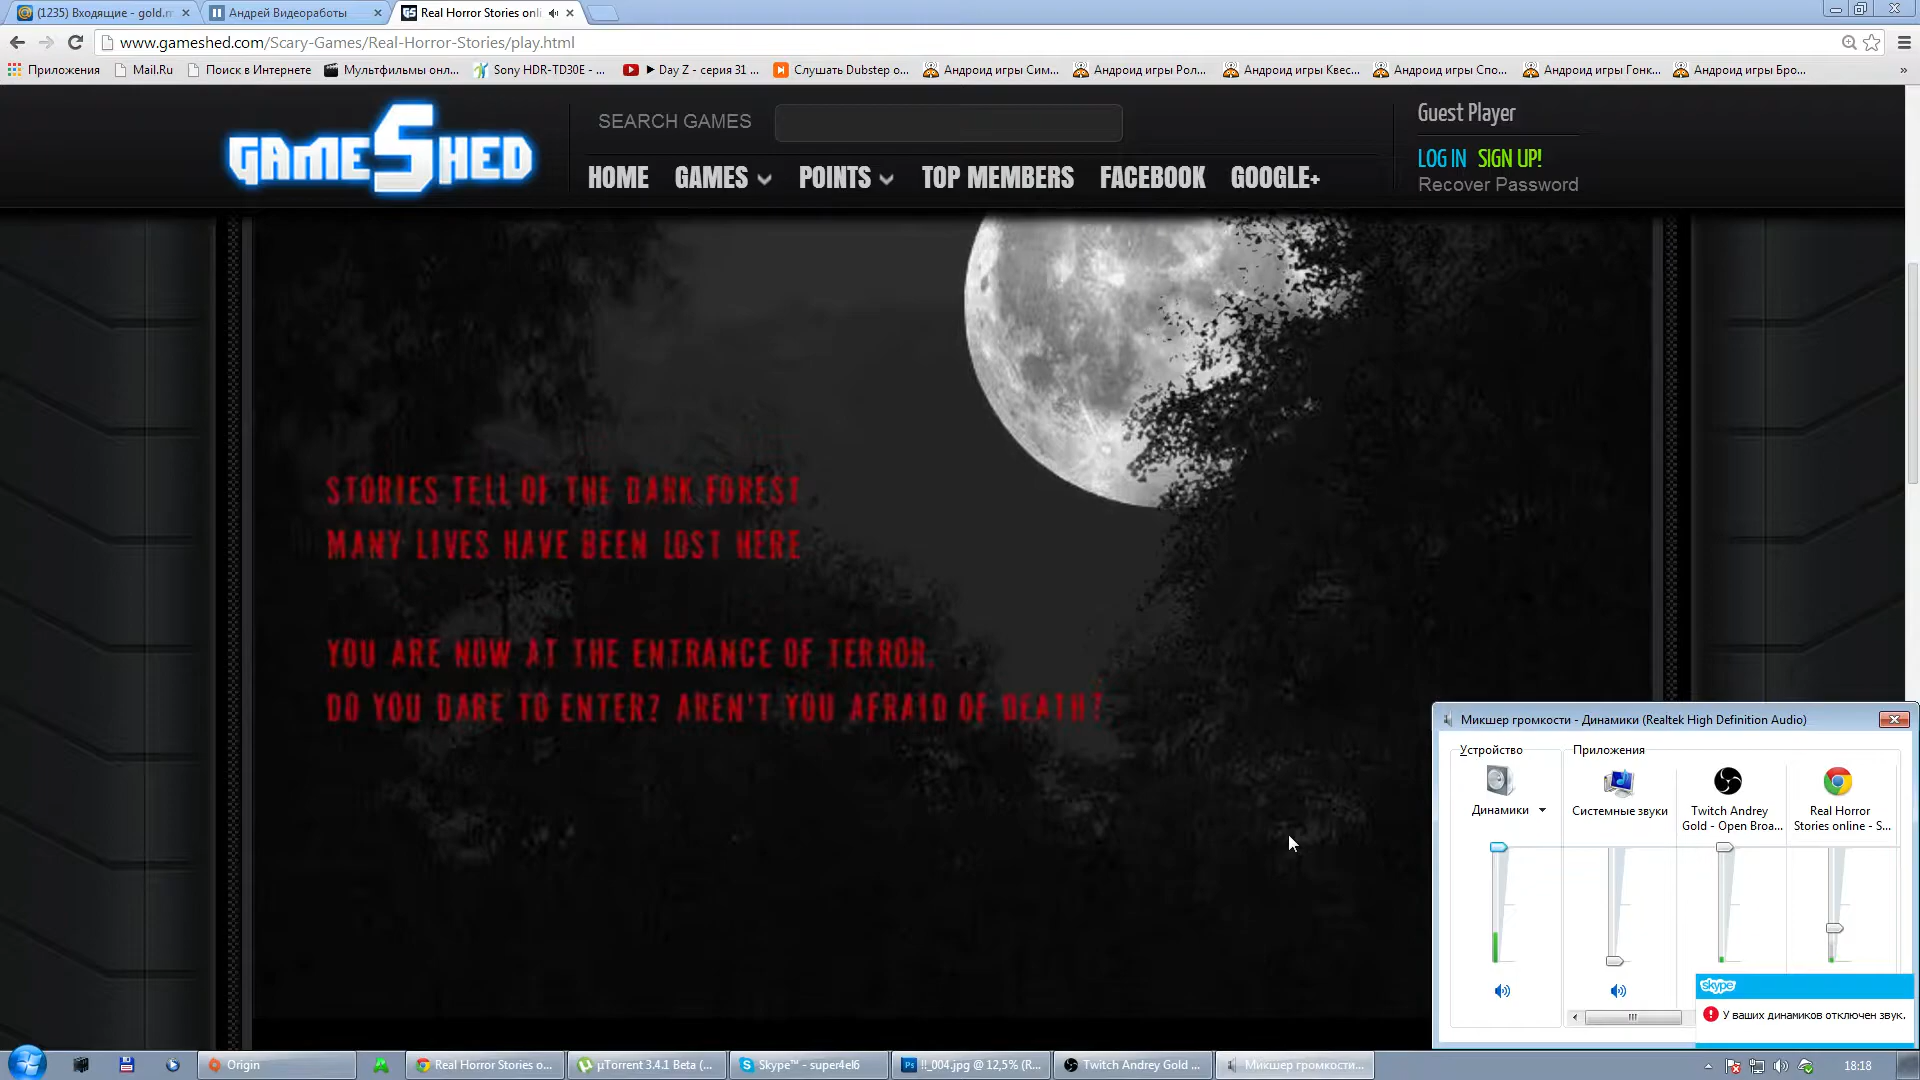 (1235) Входящие - gold.m
Андрей Видеоработы
Real Horror Stories onli
www.gameshed.com/Scary-Games/Real-Horror-Stories/play.html
Приложения
Mail.Ru
Поиск в Интернете
Мультфильмы онл...
Sony HDR-TD30E - ...
► Day Z - серия 31 ...
Слушать Dubstep о...
Андроид игры Сим...
Андроид игры Рол...
Андроид игры Квес...
Андроид игры Спо...
Андроид игры Гонк...
Андроид игры Бро...
»
GAMESHED
SEARCH GAMES
Guest Player
LOG IN SIGN UP!
Recover Password
HOME GAMES POINTS TOP MEMBERS FACEBOOK GOOGLE+
STORIES TELL OF THE DARK FOREST
MANY LIVES HAVE BEEN LOST HERE
YOU ARE NOW AT THE ENTRANCE OF TERROR.
DO YOU DARE TO ENTER? AREN'T YOU AFRAID OF DEATH?
Микшер громкости - Динамики (Realtek High Definition Audio)
Устройство
Приложения
Динамики
Системные звуки
Twitch Andrey
Gold - Open Broa...
Real Horror
Stories online - S...
skype
У ваших динамиков отключен звук.
Origin
Real Horror Stories o...
µTorrent 3.4.1 Beta (...
Skype™ - super4el6
!!_004.jpg @ 12,5% (R...
Twitch Andrey Gold ...
Микшер громкости...
18:18